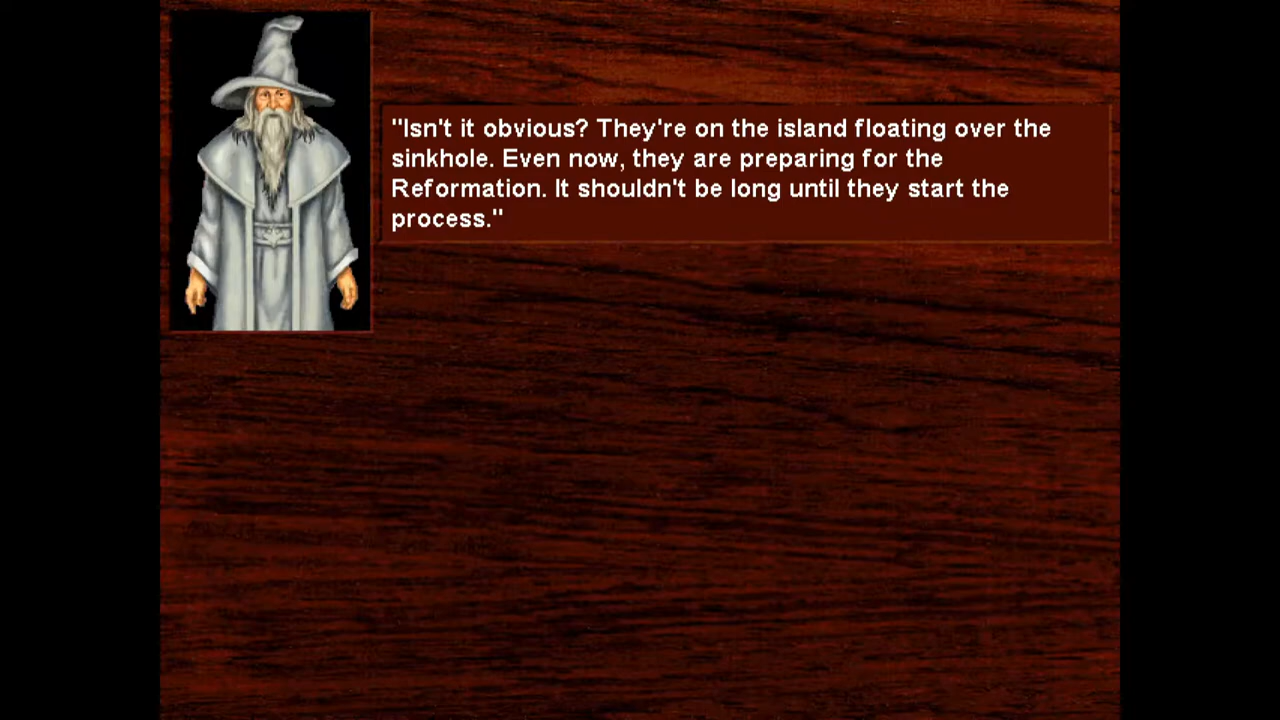 "Isn't it obvious? They're on the island floating over the
sinkhole. Even now, they are preparing for the
Reformation. It shouldn't be long until they start the
process."